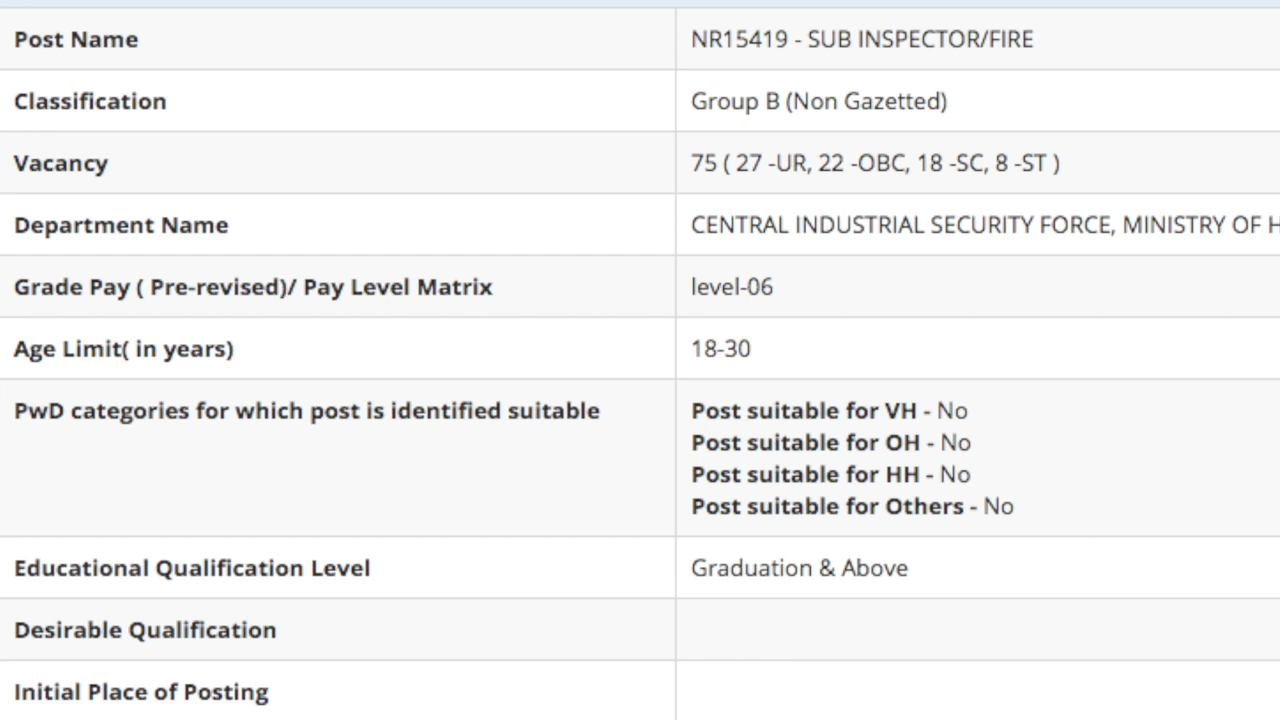 Post Name
NR15419 - SUB INSPECTOR/FIRE
Classification
Group B (Non Gazetted)
Vacancy
75 ( 27 -UR, 22 -OBC, 18 -SC, 8 -ST )
Department Name
CENTRAL INDUSTRIAL SECURITY FORCE, MINISTRY OF
Grade Pay ( Pre-revised)/ Pay Level Matrix
level-06
Age Limit( in years)
18-30
PwD categories for which post is identified suitable
Post suitable for VH - No
Post suitable for OH - No
Post suitable for HH - No
Post suitable for Others - No
Educational Qualification Level
Graduation & Above
Desirable Qualification
Initial Place of Posting